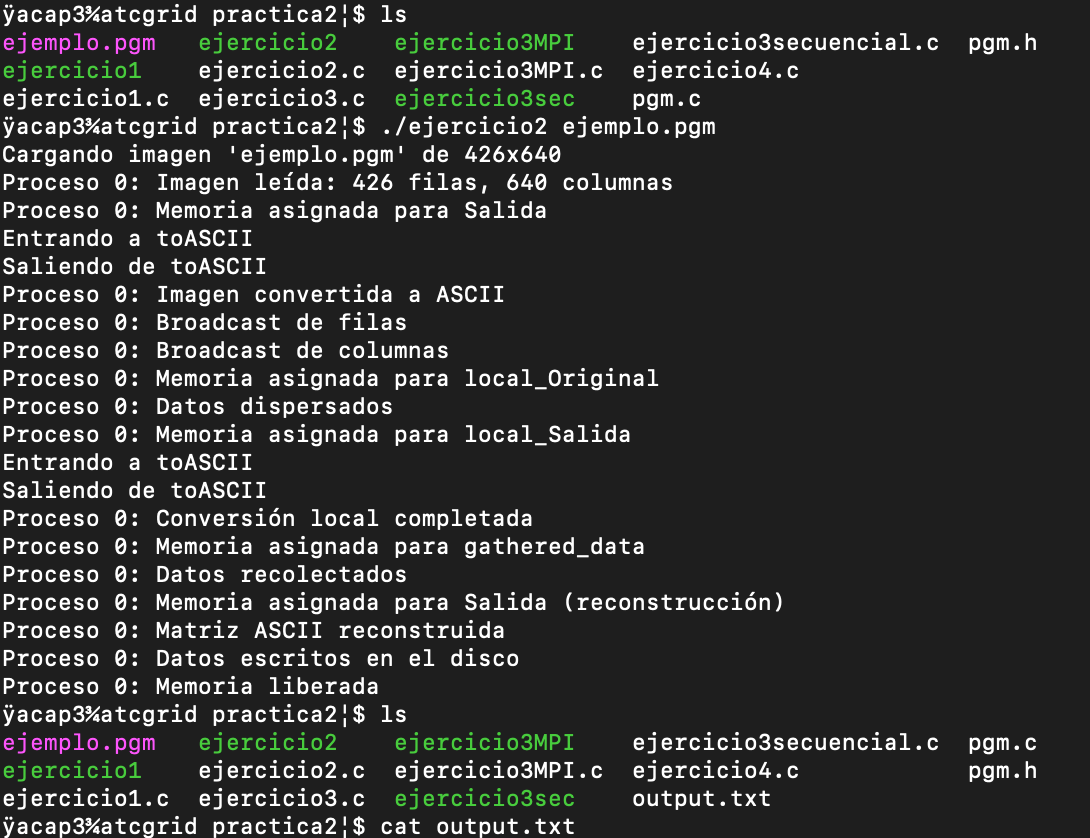 ÿacap3¾atcgrid practica2¦$ ls
ejemplo.pgm   ejercicio2    ejercicio3MPI    ejercicio3secuencial.c  pgm.h
ejercicio1    ejercicio2.c  ejercicio3MPI.c  ejercicio4.c
ejercicio1.c  ejercicio3.c  ejercicio3sec    pgm.c
ÿacap3¾atcgrid practica2¦$ ./ejercicio2 ejemplo.pgm
Cargando imagen 'ejemplo.pgm' de 426x640
Proceso 0: Imagen leída: 426 filas, 640 columnas
Proceso 0: Memoria asignada para Salida
Entrando a toASCII
Saliendo de toASCII
Proceso 0: Imagen convertida a ASCII
Proceso 0: Broadcast de filas
Proceso 0: Broadcast de columnas
Proceso 0: Memoria asignada para local_Original
Proceso 0: Datos dispersados
Proceso 0: Memoria asignada para local_Salida
Entrando a toASCII
Saliendo de toASCII
Proceso 0: Conversión local completada
Proceso 0: Memoria asignada para gathered_data
Proceso 0: Datos recolectados
Proceso 0: Memoria asignada para Salida (reconstrucción)
Proceso 0: Matriz ASCII reconstruida
Proceso 0: Datos escritos en el disco
Proceso 0: Memoria liberada
ÿacap3¾atcgrid practica2¦$ ls
ejemplo.pgm   ejercicio2    ejercicio3MPI    ejercicio3secuencial.c  pgm.c
ejercicio1    ejercicio2.c  ejercicio3MPI.c  ejercicio4.c            pgm.h
ejercicio1.c  ejercicio3.c  ejercicio3sec    output.txt
ÿacap3¾atcgrid practica2¦$ cat output.txt